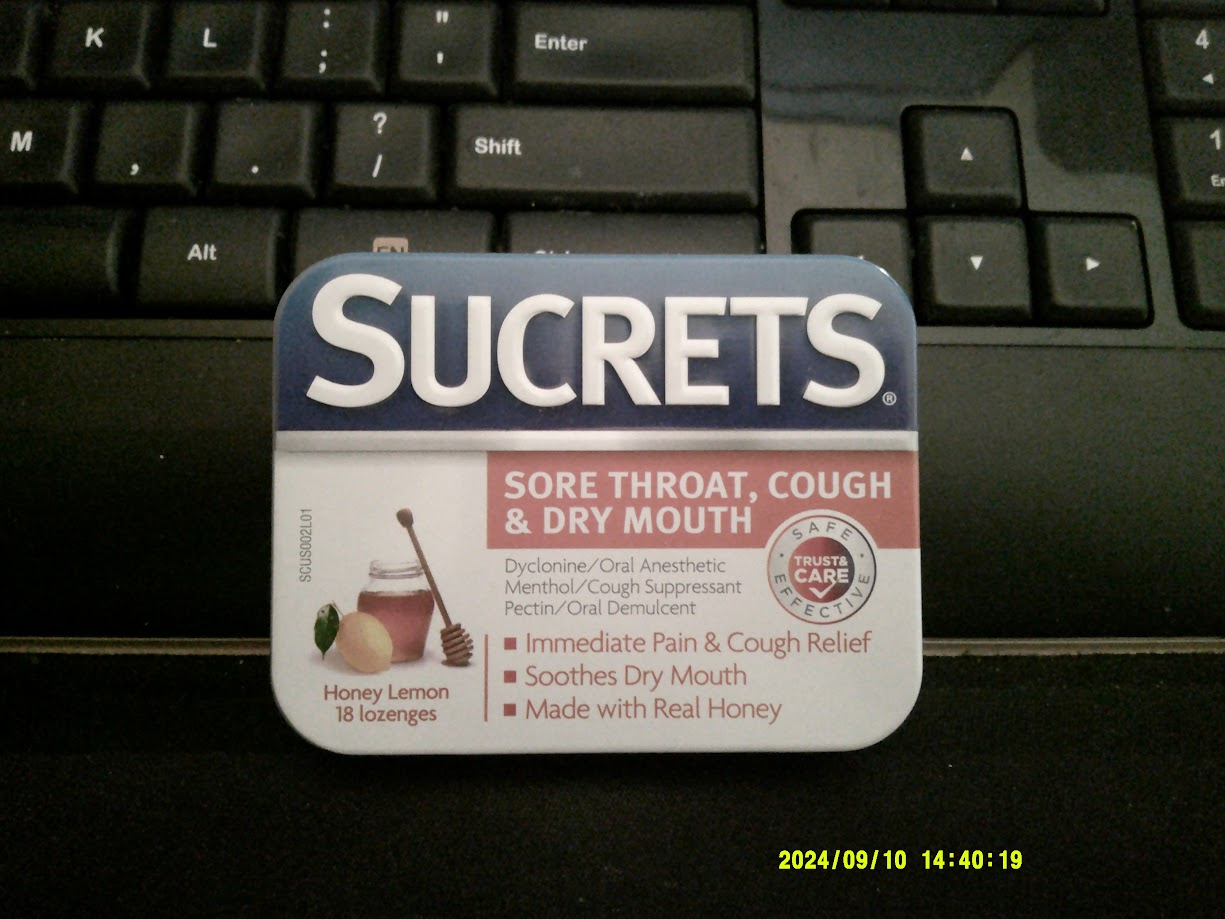 K L : ; " ' Enter 4
M , . ? / Shift 1
Alt
SUCRETS®
SORE THROAT, COUGH
& DRY MOUTH
SAFE
TRUST&
CARE
EFFECTIVE
Dyclonine/Oral Anesthetic
Menthol/Cough Suppressant
Pectin/Oral Demulcent
Immediate Pain & Cough Relief
Soothes Dry Mouth
Made with Real Honey
SCUS002L01
Honey Lemon
18 lozenges
2024/09/10 14:40:19